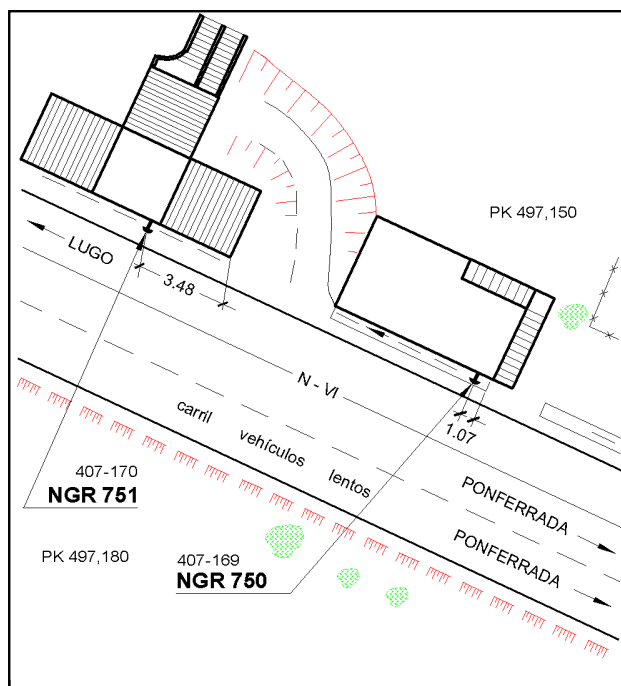 PK 497,150
LUGO
3.48
N - VI
carril vehículos lentos
1.07
407-170
NGR 751
PONFERRADA
PONFERRADA
PK 497,180
407-169
NGR 750